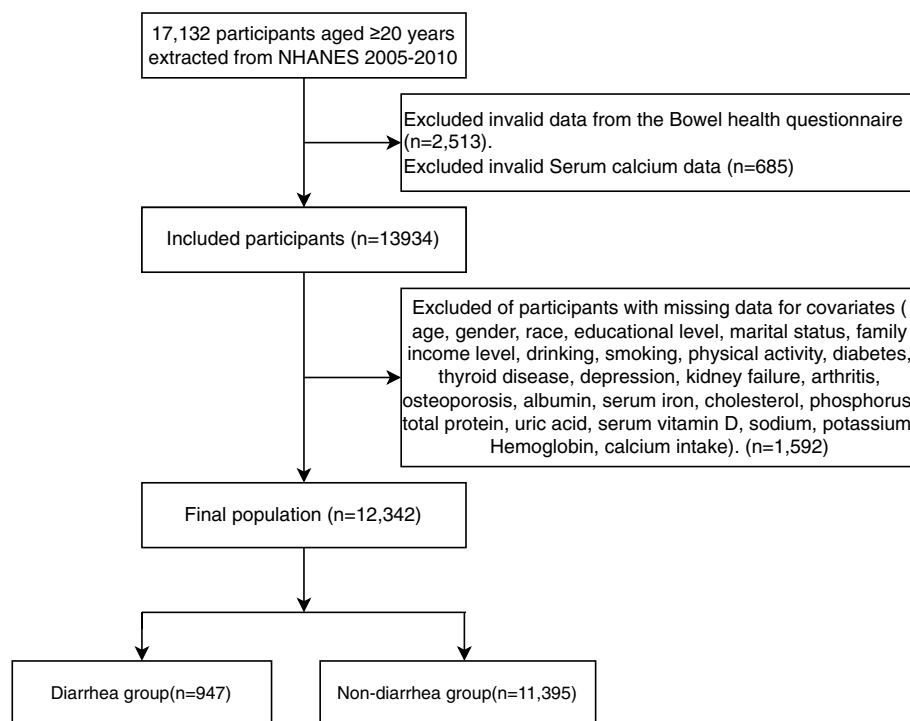 17,132 participants aged ≥20 years
extracted from NHANES 2005-2010
Excluded invalid data from the Bowel health questionnaire
(n=2,513).
Excluded invalid Serum calcium data (n=685)
Included participants (n=13934)
Excluded of participants with missing data for covariates (
age, gender, race, educational level, marital status, family
income level, drinking, smoking, physical activity, diabetes,
thyroid disease, depression, kidney failure, arthritis,
osteoporosis, albumin, serum iron, cholesterol, phosphorus
total protein, uric acid, serum vitamin D, sodium, potassium
Hemoglobin, calcium intake). (n=1,592)
Final population (n=12,342)
Diarrhea group(n=947)
Non-diarrhea group(n=11,395)